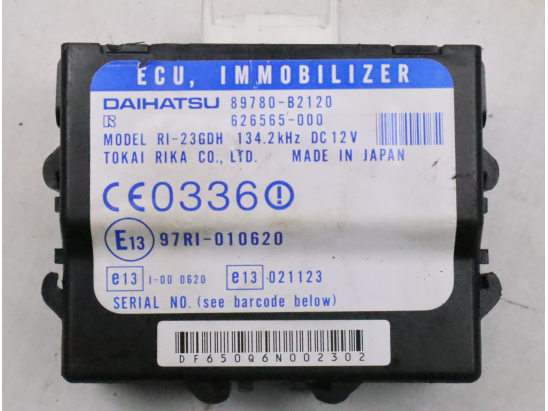 ECU, IMMOBILIZER
DAIHATSU 89780-B2120
626565-000
MODEL RI-23GDH 134.2kHz DC12V
TOKAI RIKA CO., LTD. MADE IN JAPAN
CE0336
E13 97RI-010620
e13 1-00 0620 e13 021123
SERIAL NO. (see barcode below)
DF650Q6N002302